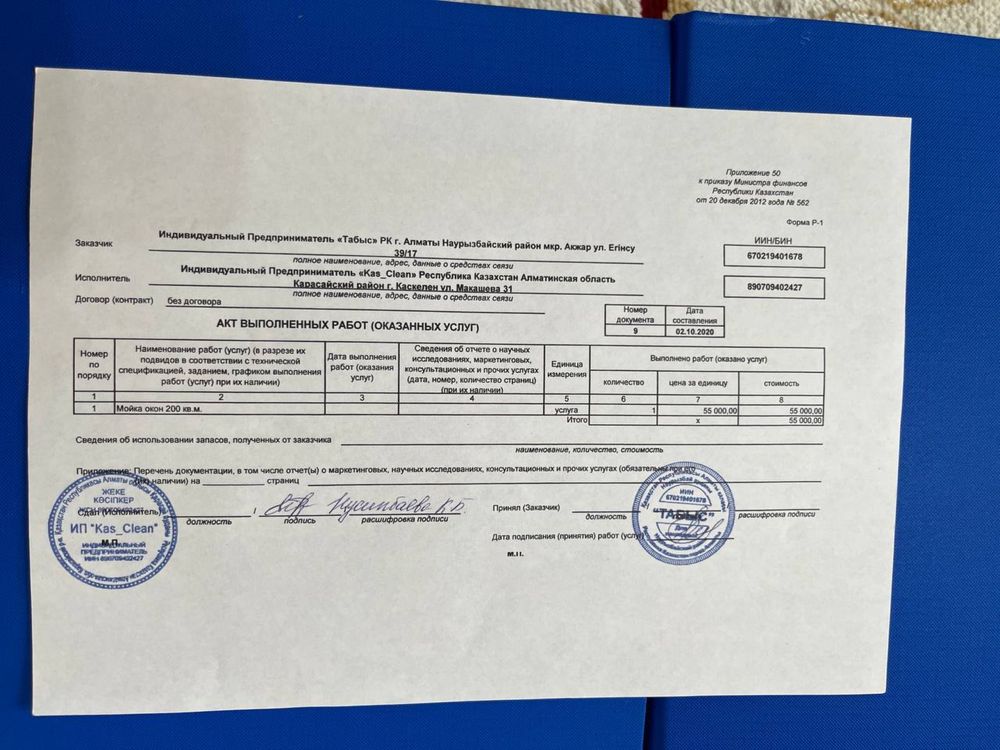 Приложение 50
к приказу Министра финансов
Республики Казахстан
от 20 декабря 2012 года № 562
Форма Р-1
ИИН/БИН
Заказчик Индивидуальный Предприниматель «Табыс» РК г. Алматы Наурызбайский район мкр. Акжар ул. Егінсу 39/17 670219401678
полное наименование, адрес, данные о средствах связи
Исполнитель Индивидуальный Предприниматель «Kas_Clean» Республика Казахстан Алматинская область Карасайский район г. Каскелен ул. Макашева 31 890709402427
полное наименование, адрес, данные о средствах связи
Договор (контракт) без договора
Номер документа Дата составления
9 02.10.2020
АКТ ВЫПОЛНЕННЫХ РАБОТ (ОКАЗАННЫХ УСЛУГ)
Номер по порядку
Наименование работ (услуг) (в разрезе их подвидов в соответствии с технической спецификацией, заданием, графиком выполнения работ (услуг) при их наличии)
Дата выполнения работ (оказания услуг)
Сведения об отчете о научных исследованиях, маркетинговых, консультационных и прочих услугах (дата, номер, количество страниц) (при их наличии)
Единица измерения
Выполнено работ (оказано услуг)
количество цена за единицу стоимость
1 2 3 4 5 6 7 8
1 Мойка окон 200 кв.м. услуга 1 55 000,00 55 000,00
Итого х 55 000,00
Сведения об использовании запасов, полученных от заказчика
наименование, количество, стоимость
Приложение: Перечень документации, в том числе отчет(ы) о маркетинговых, научных исследованиях, консультационных и прочих услугах (обязательны при его
(их) наличии) на страниц
Сдал (Исполнитель) /
должность подпись расшифровка подписи
Принял (Заказчик)
должность расшифровка подписи
Дата подписания (принятия) работ (услуг)
М.П.
М.П.
ЖЕКЕ
КӘСІПКЕР
ИП "Kas_Clean"
ИНДИВИДУАЛЬНЫЙ
ПРЕДПРИНИМАТЕЛЬ
ИИН 890709402427
ИИН
670219401678
"ТАБЫС"